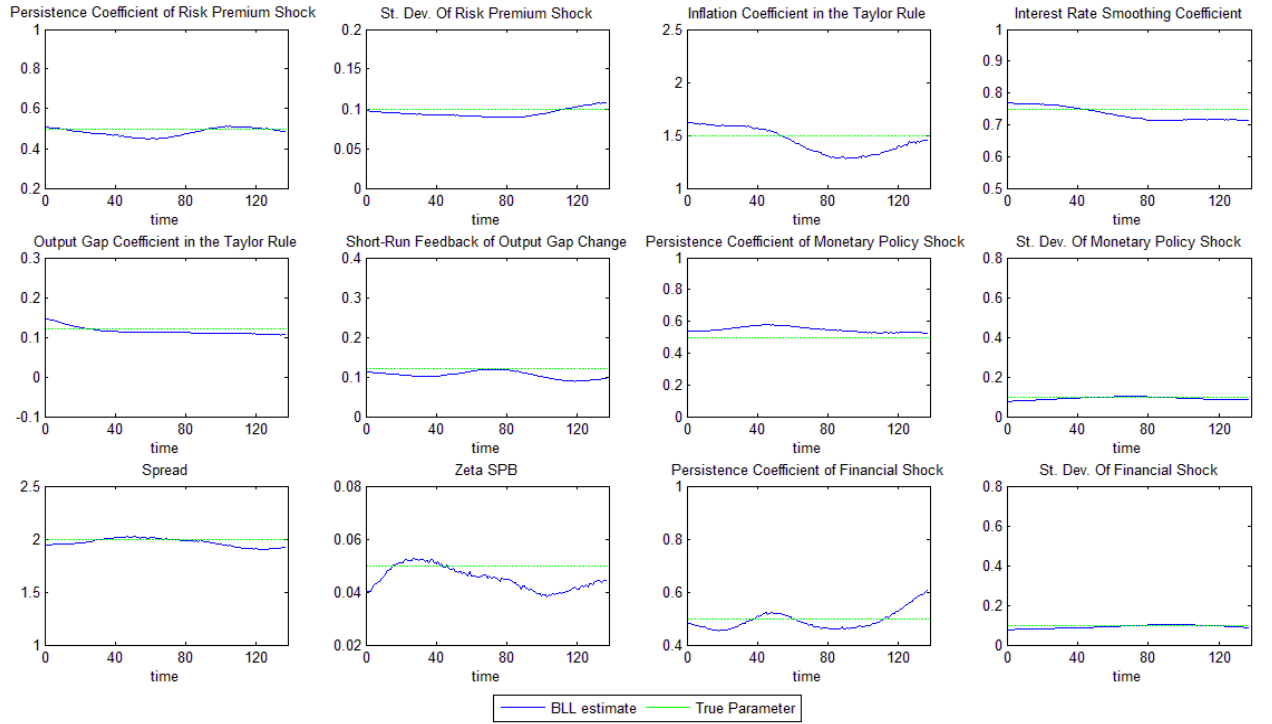 Persistence Coefficient of Risk Premium Shock
1
0.8
0.6
0.4
0.2
0 40 80 120
time
St. Dev. Of Risk Premium Shock
0.2
0.15
0.1
0.05
0
0 40 80 120
time
Inflation Coefficient in the Taylor Rule
2.5
2
1.5
1
0 40 80 120
time
Interest Rate Smoothing Coefficient
1
0.9
0.8
0.7
0.6
0.5
0 40 80 120
time
Output Gap Coefficient in the Taylor Rule
0.3
0.2
0.1
0
-0.1
0 40 80 120
time
Short-Run Feedback of Output Gap Change
0.4
0.3
0.2
0.1
0
0 40 80 120
time
Persistence Coefficient of Monetary Policy Shock
1
0.8
0.6
0.4
0.2
0
0 40 80 120
time
St. Dev. Of Monetary Policy Shock
0.8
0.6
0.4
0.2
0
0 40 80 120
time
Spread
2.5
2
1.5
1
0 40 80 120
time
Zeta SPB
0.08
0.06
0.04
0.02
0 40 80 120
time
Persistence Coefficient of Financial Shock
1
0.8
0.6
0.4
0 40 80 120
time
St. Dev. Of Financial Shock
0.8
0.6
0.4
0.2
0
0 40 80 120
time
BLL estimate
True Parameter